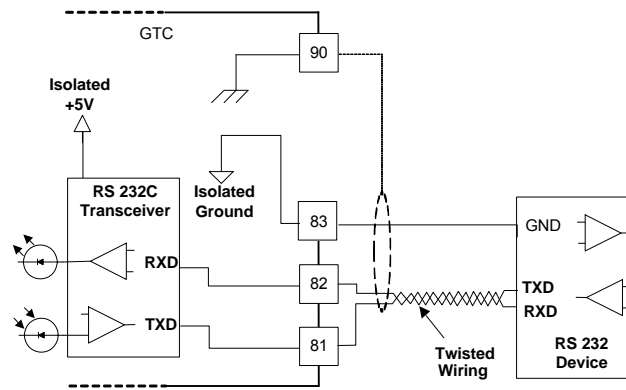 GTC
90
Isolated
+5V
RS 232C
Transceiver
Isolated
Ground
83
GND
RXD
82
TXD
RXD
TXD
81
Twisted
Wiring
RS 232
Device